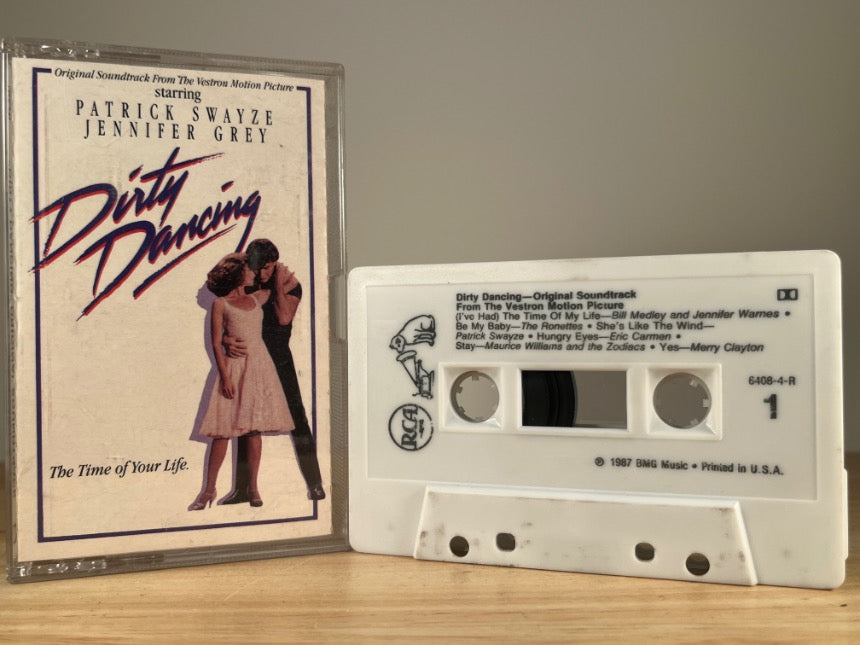 Original Soundtrack From The Vestron Motion Picture
starring
PATRICK SWAYZE
JENNIFER GREY
Dirty
Dancing
The Time of Your Life.
Dirty Dancing—Original Soundtrack
From The Vestron Motion Picture
(I've Had) The Time Of My Life—Bill Medley and Jennifer Warnes •
Be My Baby—The Ronettes • She's Like The Wind—
Patrick Swayze • Hungry Eyes—Eric Carmen •
Stay—Maurice Williams and the Zodiacs • Yes—Merry Clayton
6408-4-R
1
RCA
℗ 1987 BMG Music • Printed in U.S.A.